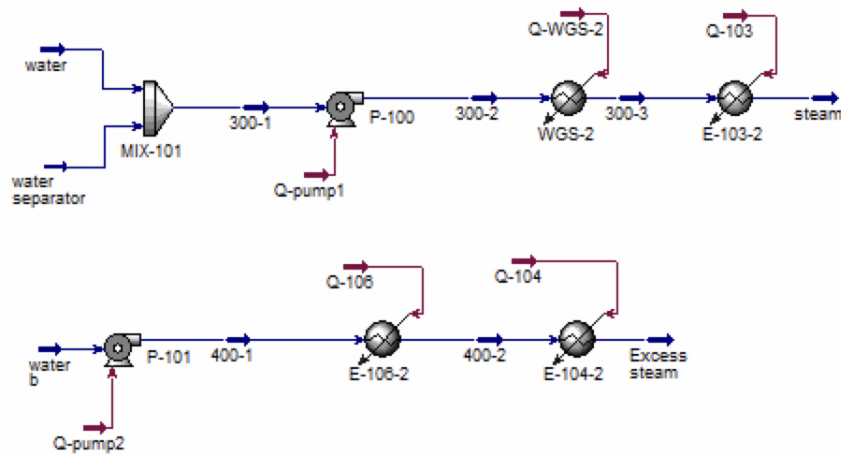 Q-WGS-2
Q-103
water
MIX-101
300-1
P-100
300-2
WGS-2
300-3
E-103-2
steam
water
separator
Q-pump1
Q-106
Q-104
water
b
P-101
400-1
E-106-2
400-2
E-104-2
Excess
steam
Q-pump2